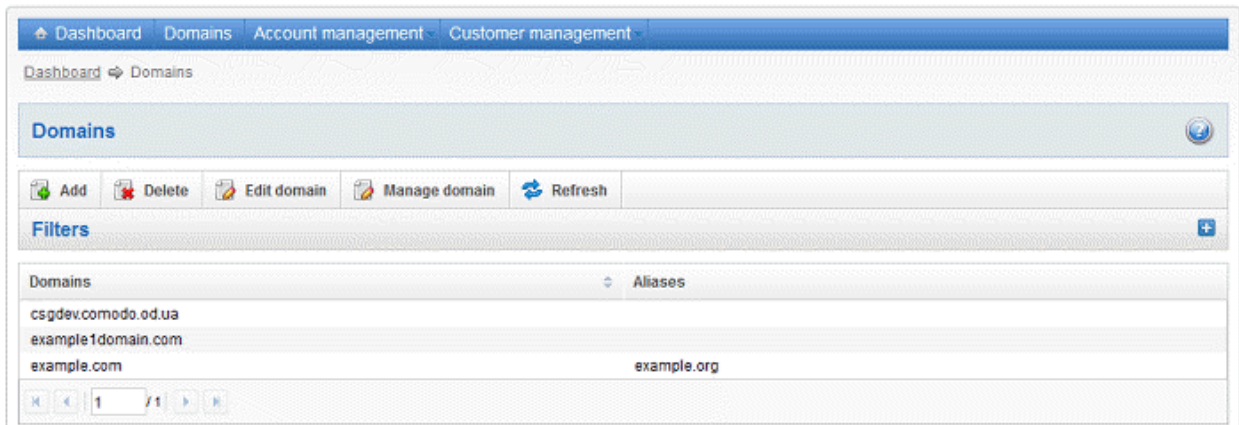 Dashboard Domains Account management Customer management
Dashboard Domains
Domains
Add Delete Edit domain Manage domain Refresh
Filters
Domains Aliases
csgdev.comodo.od.ua
example1domain.com
example.com example.org
1 / 1